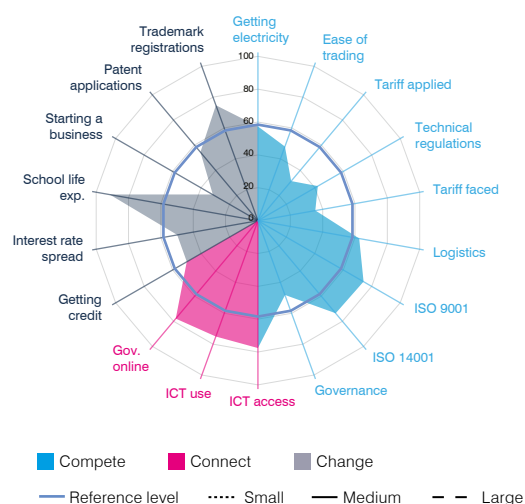 Getting
electricity
Ease of
trading
Tariff applied
Technical
regulations
Tariff faced
Logistics
ISO 9001
ISO 14001
Governance
ICT access
ICT use
Gov.
online
Getting
credit
Interest rate
spread
School life
exp.
Starting a
business
Patent
applications
Trademark
registrations
100
80
60
40
20
0
Compete Connect Change
Reference level Small Medium Large